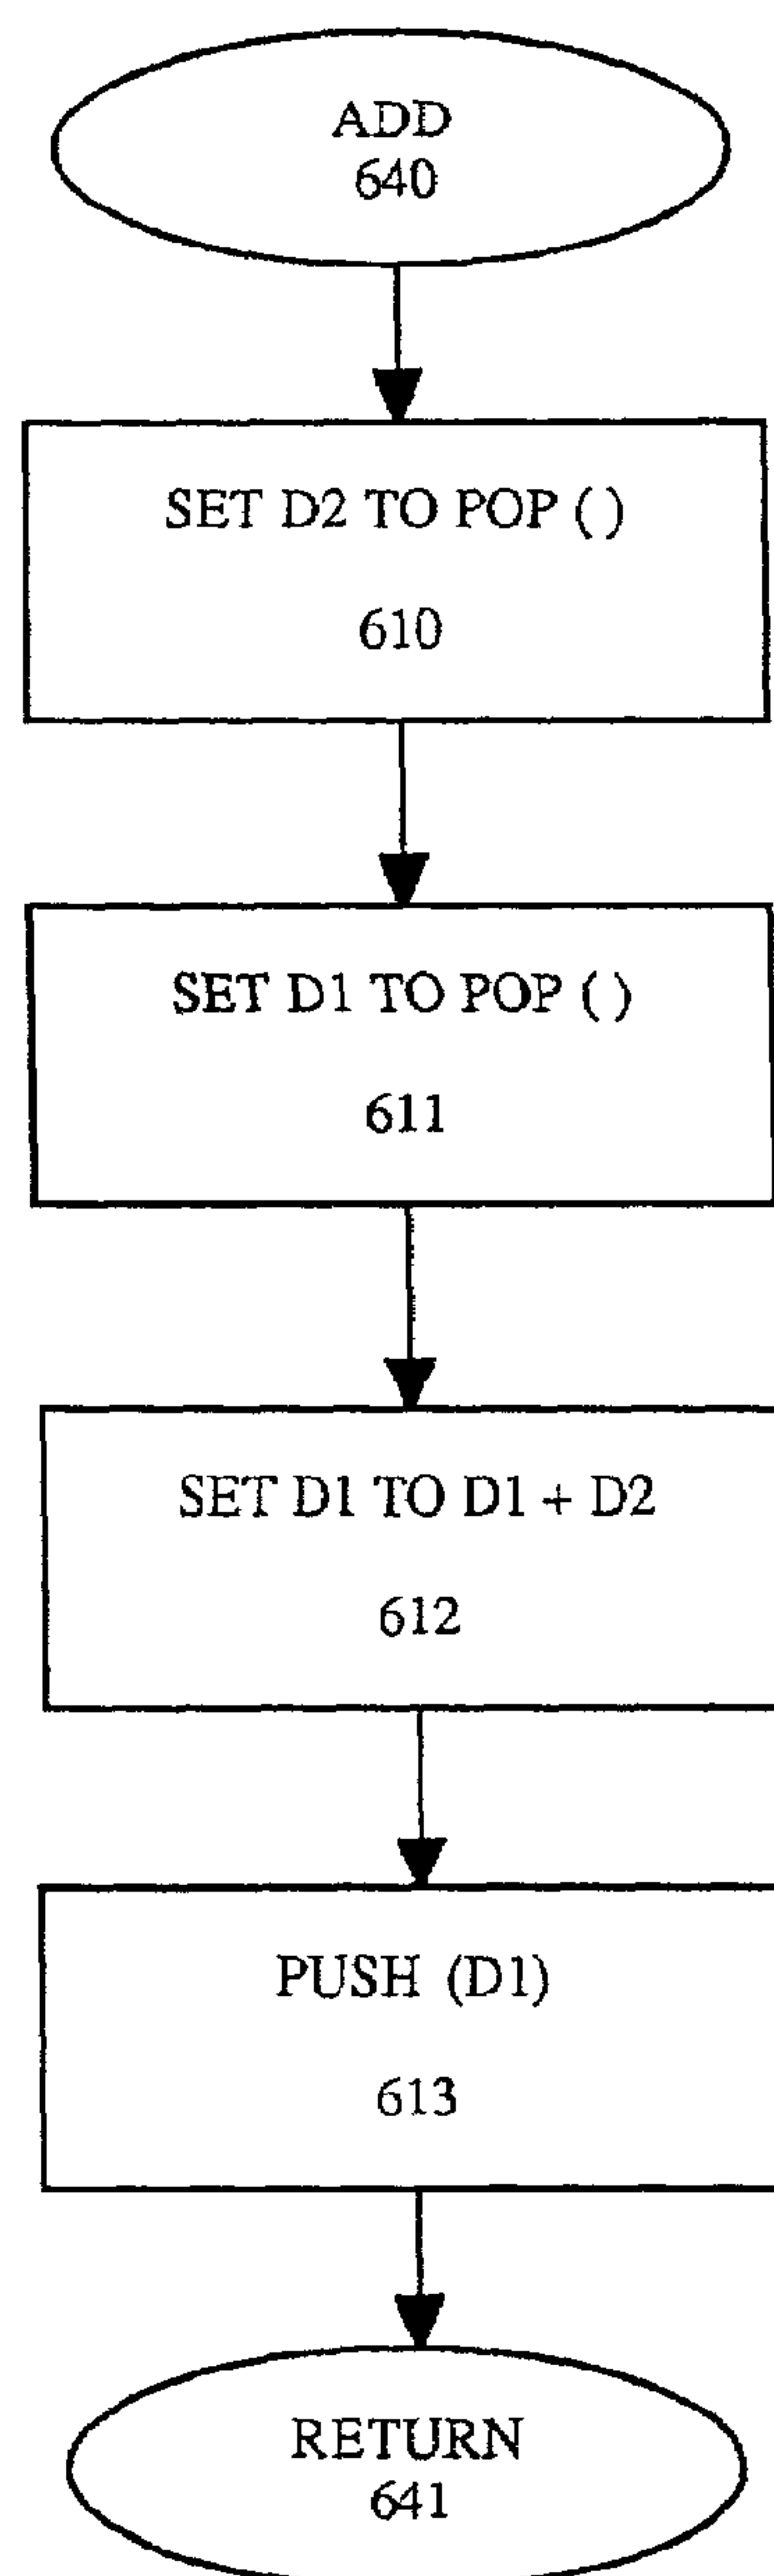 ADD
640
SET D2 TO POP ( )
610
SET D1 TO POP ( )
611
SET D1 TO D1 + D2
612
PUSH (D1)
613
RETURN
641